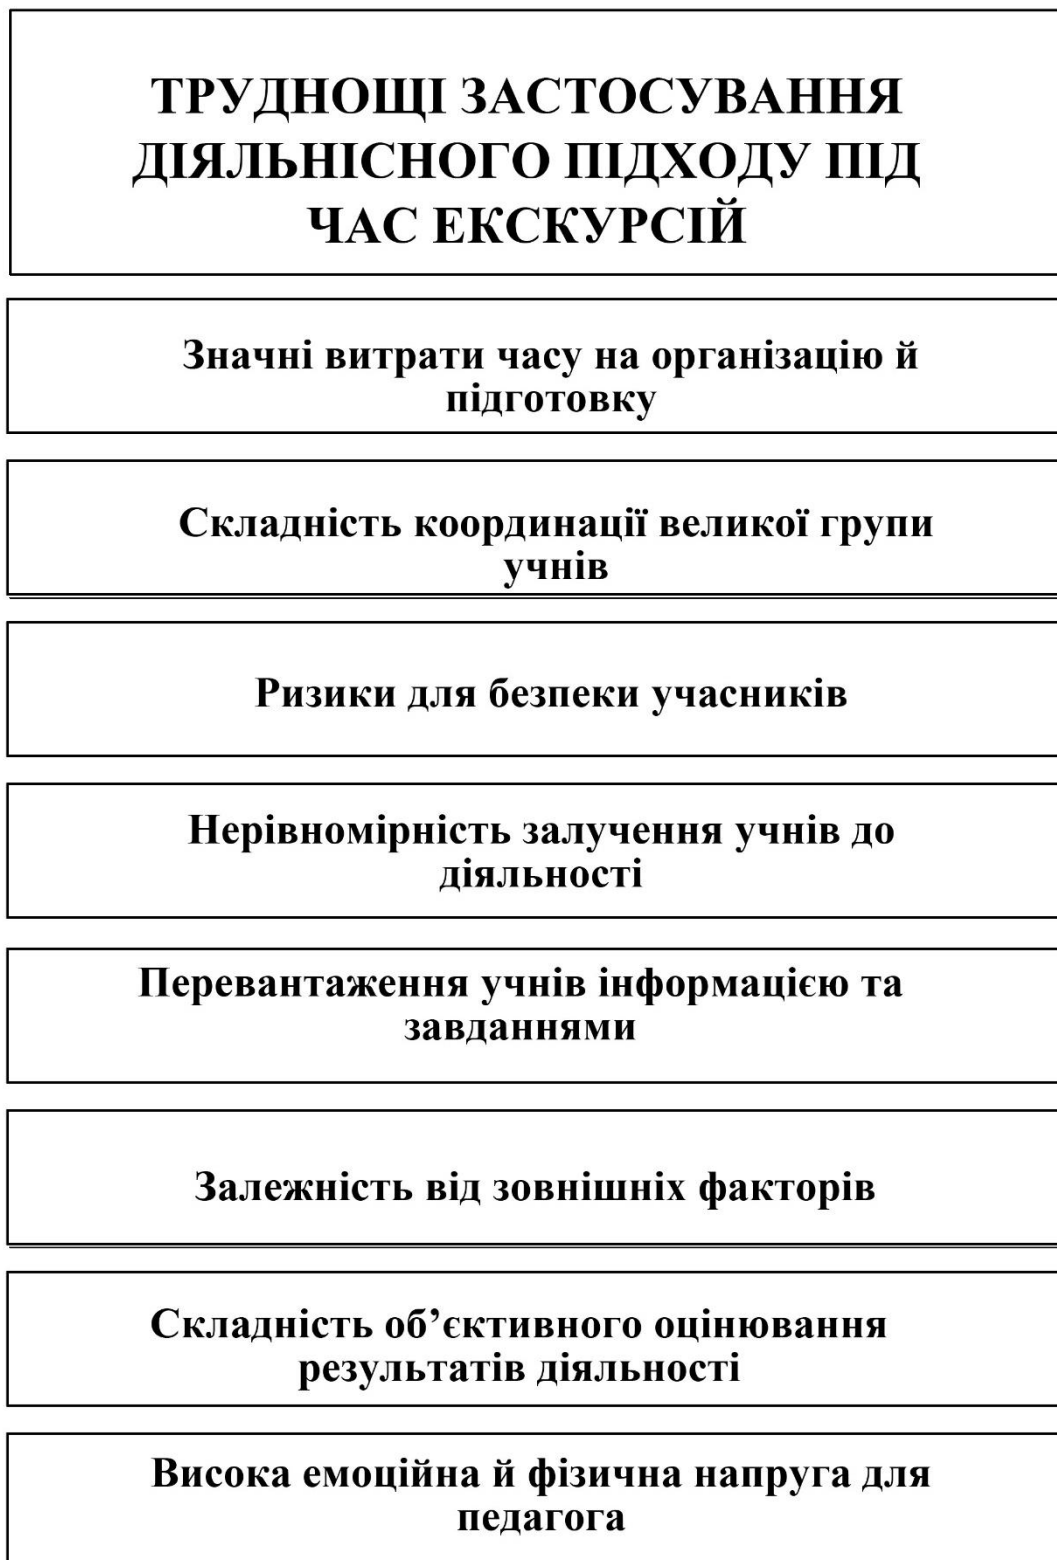 ТРУДНОЩІ ЗАСТОСУВАННЯ
ДІЯЛЬНІСНОГО ПІДХОДУ ПІД
ЧАС ЕКСКУРСІЙ
Значні витрати часу на організацію й
підготовку
Складність координації великої групи
учнів
Ризики для безпеки учасників
Нерівномірність залучення учнів до
діяльності
Перевантаження учнів інформацією та
завданнями
Залежність від зовнішніх факторів
Складність об’єктивного оцінювання
результатів діяльності
Висока емоційна й фізична напруга для
педагога